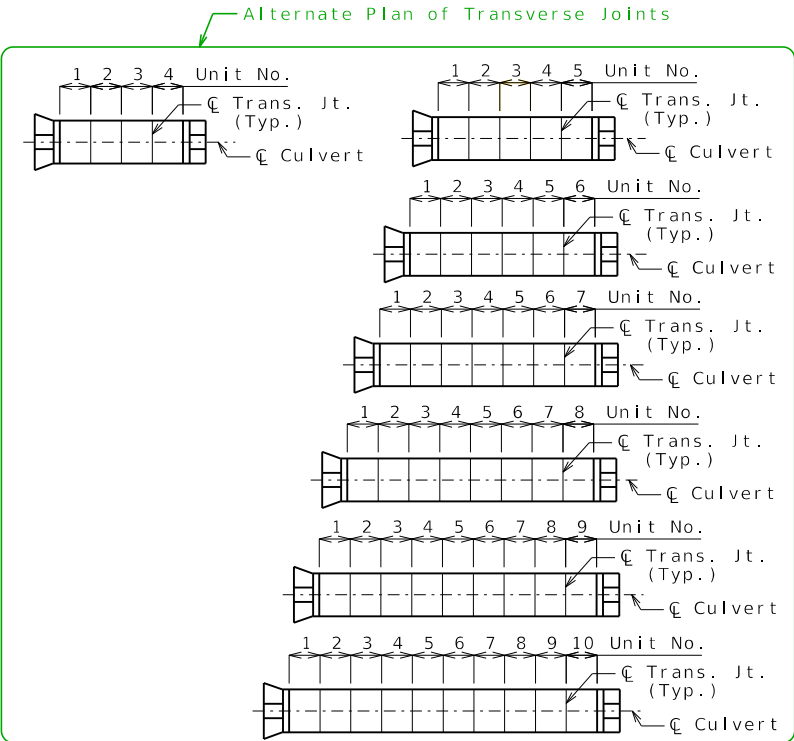 Alternate Plan of Transverse Joints
1 2 3 4 Unit No.
℄ Trans. Jt.
(Typ.)
℄ Culvert
1 2 3 4 5 Unit No.
℄ Trans. Jt.
(Typ.)
℄ Culvert
1 2 3 4 5 6 Unit No.
℄ Trans. Jt.
(Typ.)
℄ Culvert
1 2 3 4 5 6 7 Unit No.
℄ Trans. Jt.
(Typ.)
℄ Culvert
1 2 3 4 5 6 7 8 Unit No.
℄ Trans. Jt.
(Typ.)
℄ Culvert
1 2 3 4 5 6 7 8 9 Unit No.
℄ Trans. Jt.
(Typ.)
℄ Culvert
1 2 3 4 5 6 7 8 9 10 Unit No.
℄ Trans. Jt.
(Typ.)
℄ Culvert